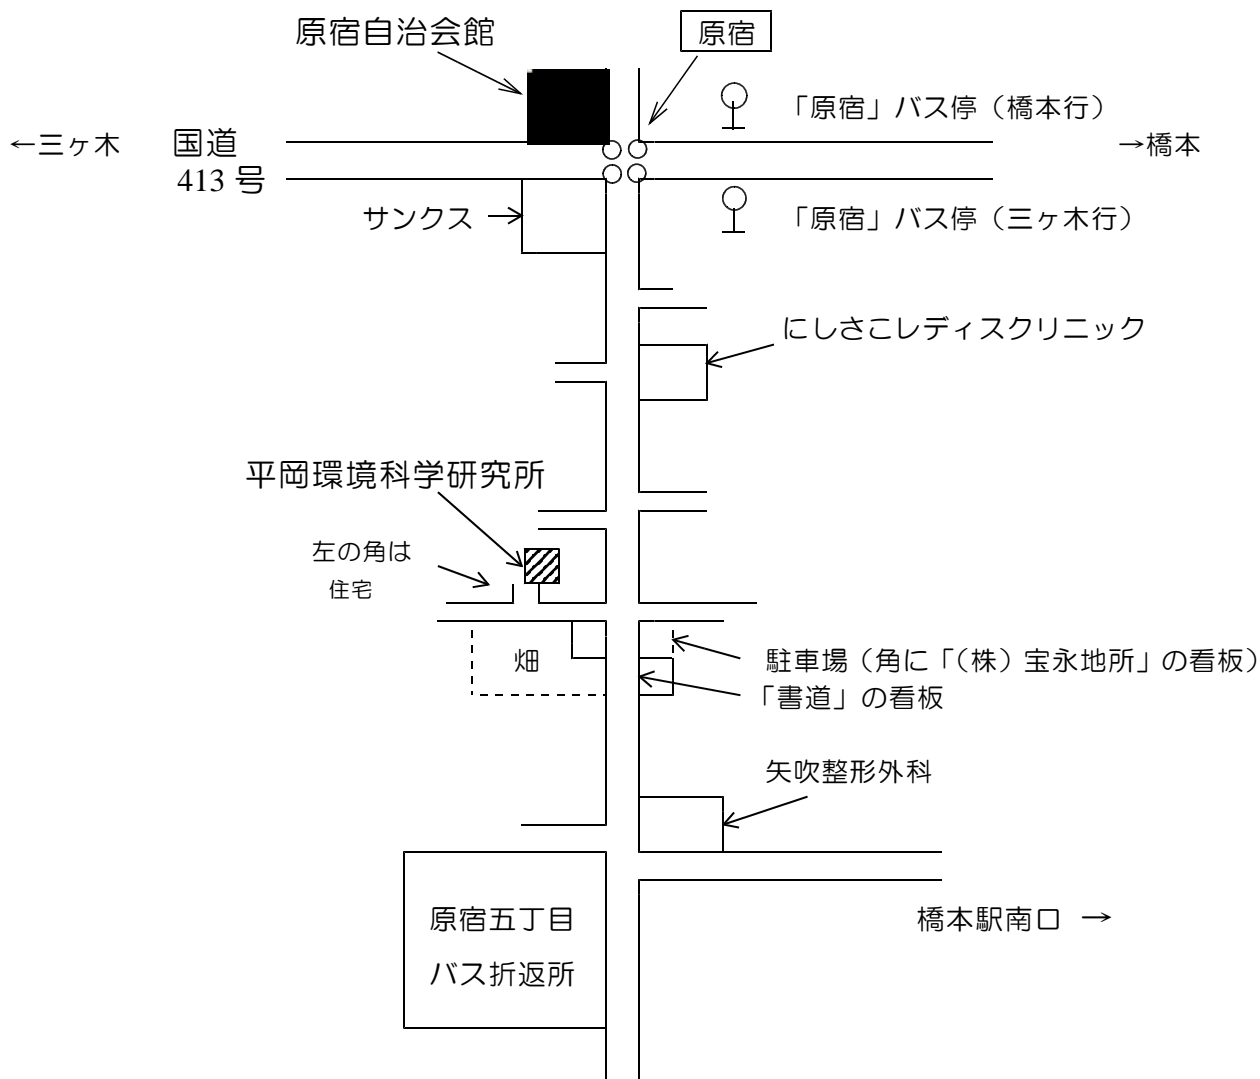 原宿自治会館
原宿
「原宿」バス停（橋本行）
←三ヶ木
国道
413 号
→橋本
サンクス
「原宿」バス停（三ヶ木行）
にしさこレディスクリニック
平岡環境科学研究所
左の角は
住宅
畑
駐車場（角に「（株）宝永地所」の看板）
「書道」の看板
矢吹整形外科
原宿五丁目
バス折返所
橋本駅南口 →